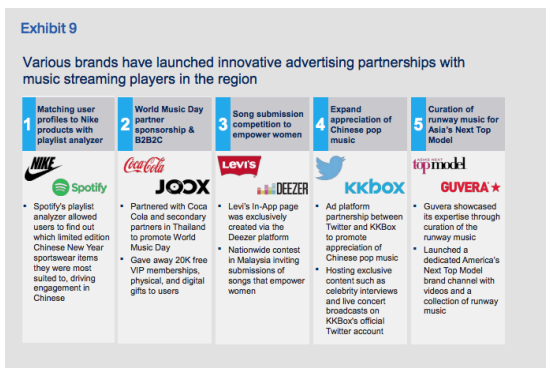 Exhibit 9
Various brands have launched innovative advertising partnerships with
music streaming players in the region
1
Matching user
profiles to Nike
products with
playlist analyzer
2
World Music Day
partner
sponsorship &
B2B2C
3
Song submission
competition to
empower women
4
Expand
appreciation of
Chinese pop
music
5
Curation of
runway music for
Asia's Next Top
Model
NIKE
Spotify
Coca-Cola
JOOX
LEVI'S
DEEZER
KKBOX
topmodel
GUVERA
▪ Spotify's playlist
analyzer allowed
users to find out
which limited edition
Chinese New Year
sportswear items
they were most
suited to, driving
engagement in
Chinese
▪ Partnered with Coca
Cola and secondary
partners in Thailand
to promote World
Music Day
▪ Gave away 20K free
VIP memberships,
physical, and digital
gifts to users
▪ Levi's In-App page
was exclusively
created via the
Deezer platform
▪ Nationwide contest
in Malaysia inviting
submissions of
songs that empower
women
▪ Ad platform
partnership between
Twitter and KKBox
to promote
appreciation of
Chinese pop music
▪ Hosting exclusive
content such as
celebrity interviews
and live concert
broadcasts on
KKBox's official
Twitter account
▪ Guvera showcased
its expertise through
curation of the
runway music
▪ Launched a
dedicated America's
Next Top Model
brand channel with
videos and a
collection of runway
music